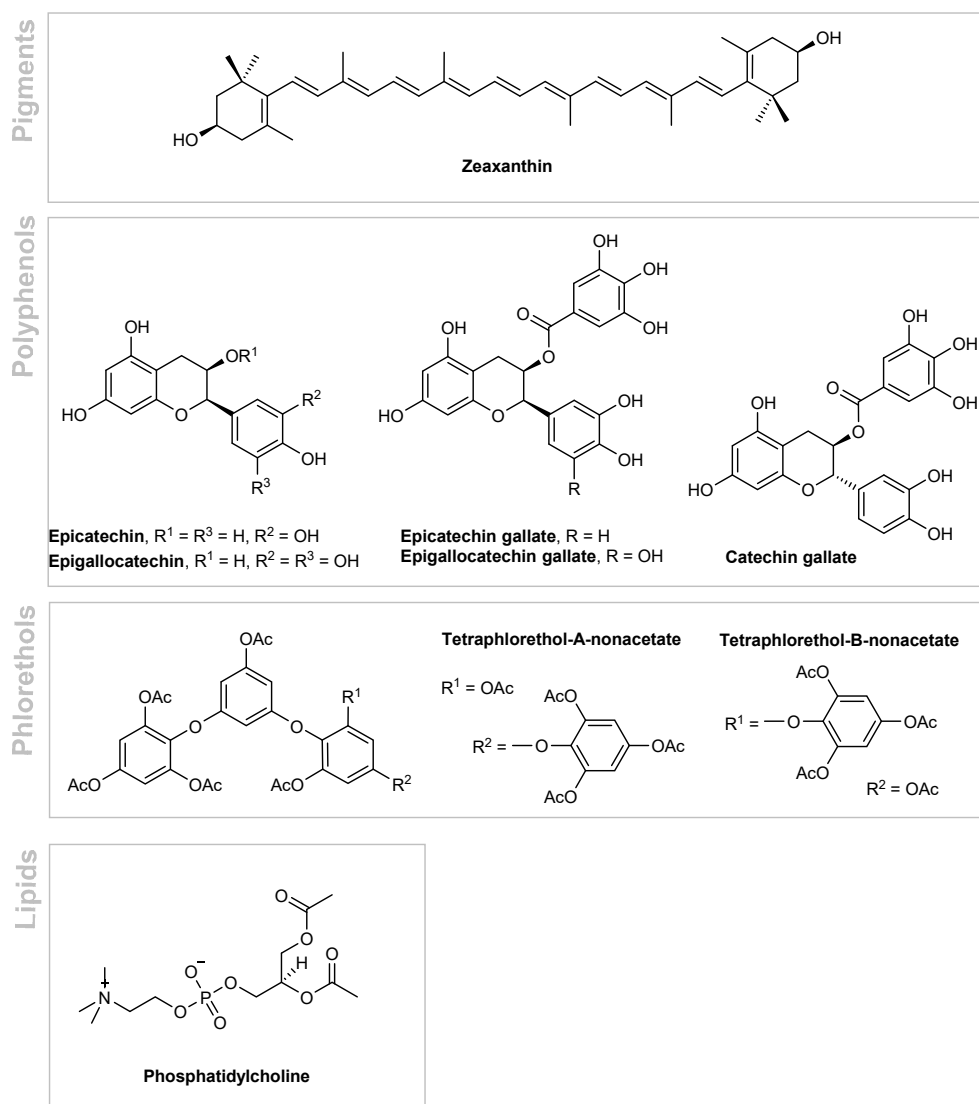 Pigments
OH
HO
Zeaxanthin
Polyphenols
OH
OR¹
R²
HO
O
OH
R³
Epicatechin, R¹ = R³ = H, R² = OH
Epigallocatechin, R¹ = H, R² = R³ = OH
OH
OH
O
OH
OH
O
OH
HO
O
OH
R
Epicatechin gallate, R = H
Epigallocatechin gallate, R = OH
OH
OH
O
OH
OH
O
HO
O
OH
OH
Catechin gallate
Phlorethols
OAc
OAc
R¹
O
O
AcO
OAc
AcO
R²
Tetraphlorethol-A-nonacetate
R¹ = OAc
AcO
R² = —O
OAc
AcO
Tetraphlorethol-B-nonacetate
AcO
R¹ = —O
OAc
AcO
R² = OAc
Lipids
O
O
O
O⁻
H
O
N⁺
O
P
O
O
Phosphatidylcholine